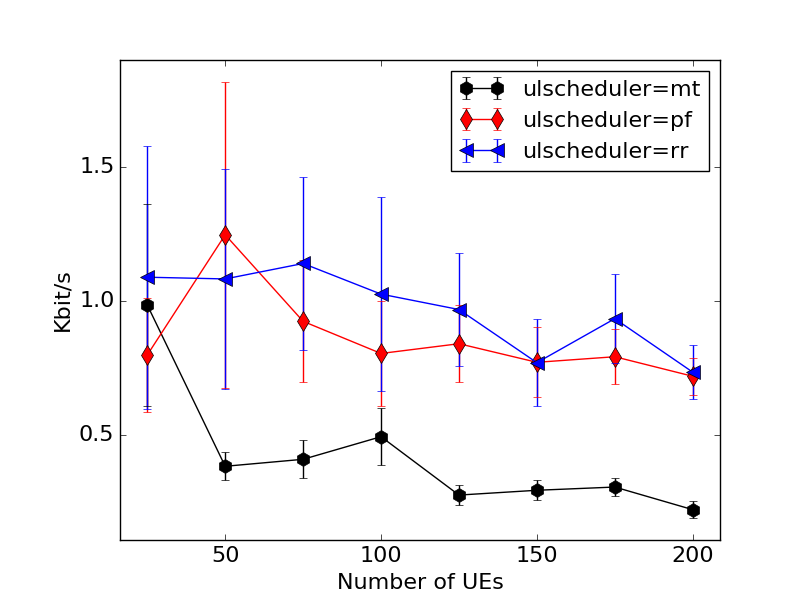 ulscheduler=mt
ulscheduler=pf
ulscheduler=rr
1.5
1.0
0.5
Kbit/s
50 100 150 200
Number of UEs